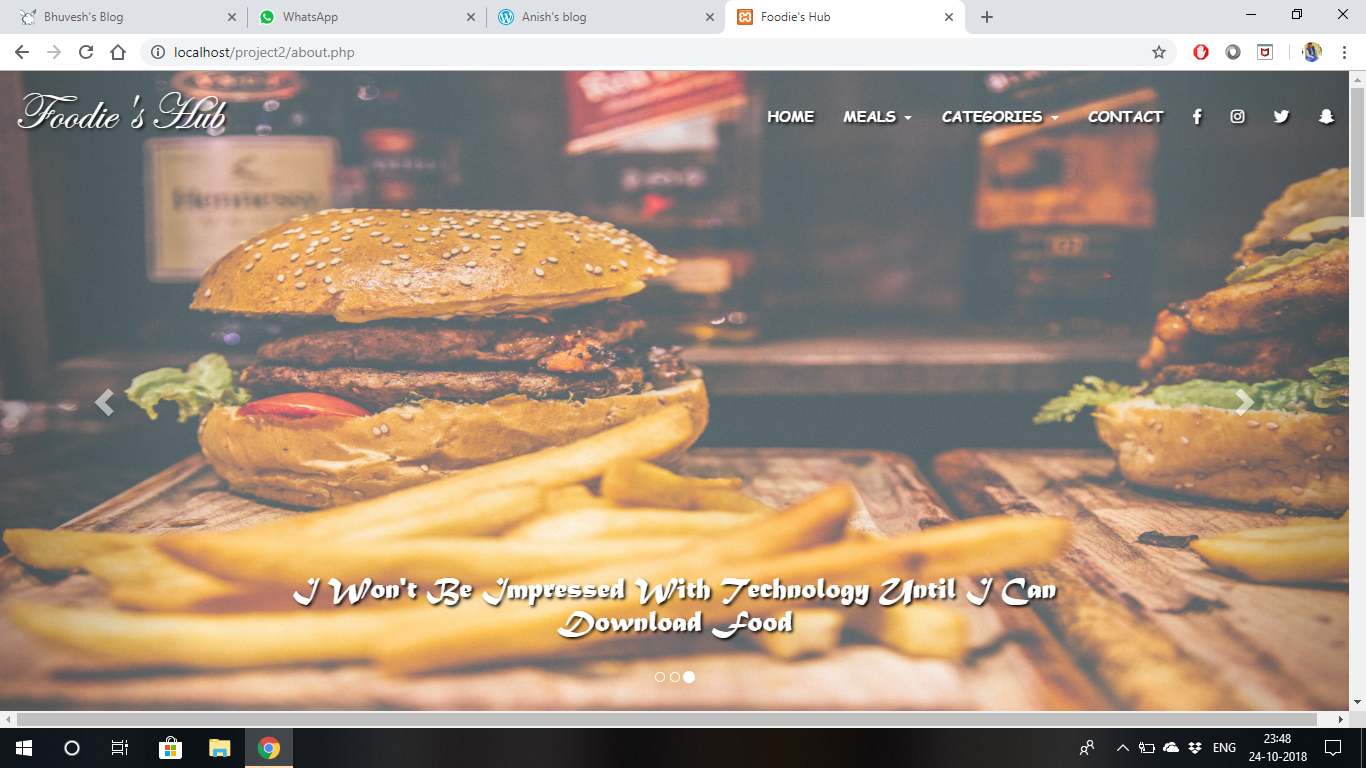 Bhuvesh's Blog
WhatsApp
Anish's blog
Foodie's Hub
localhost/project2/about.php
Foodie's Hub
HOME
MEALS
CATEGORIES
CONTACT
Hennessy
I Won't Be Impressed With Technology Until I Can
Download Food
ENG
23:48
24-10-2018